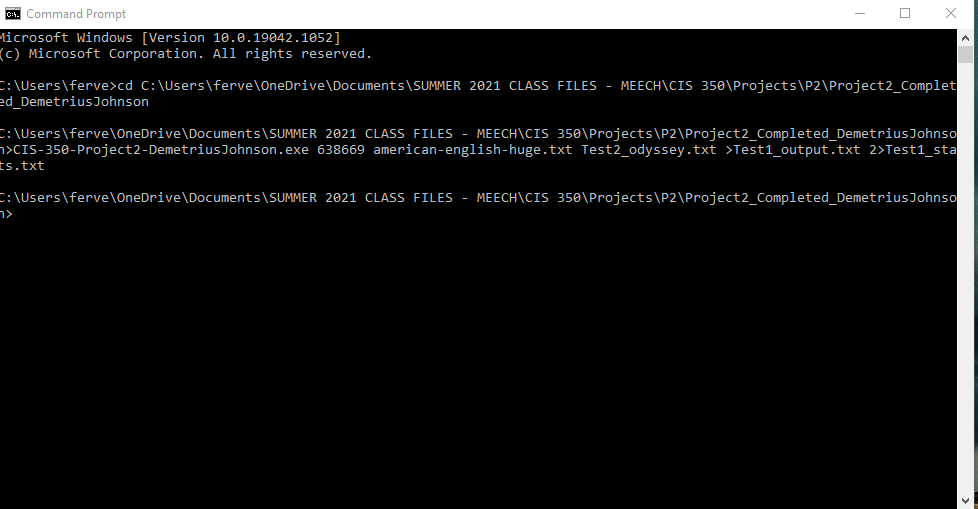 Command Prompt
Microsoft Windows [Version 10.0.19042.1052]
(c) Microsoft Corporation. All rights reserved.
C:\Users\ferve>cd C:\Users\ferve\OneDrive\Documents\SUMMER 2021 CLASS FILES - MEECH\CIS 350\Projects\P2\Project2_Complet
ed_DemetriusJohnson
C:\Users\ferve\OneDrive\Documents\SUMMER 2021 CLASS FILES - MEECH\CIS 350\Projects\P2\Project2_Completed_DemetriusJohnso
n>CIS-350-Project2-DemetriusJohnson.exe 638669 american-english-huge.txt Test2_odyssey.txt >Test1_output.txt 2>Test1_sta
ts.txt
C:\Users\ferve\OneDrive\Documents\SUMMER 2021 CLASS FILES - MEECH\CIS 350\Projects\P2\Project2_Completed_DemetriusJohnso
n>